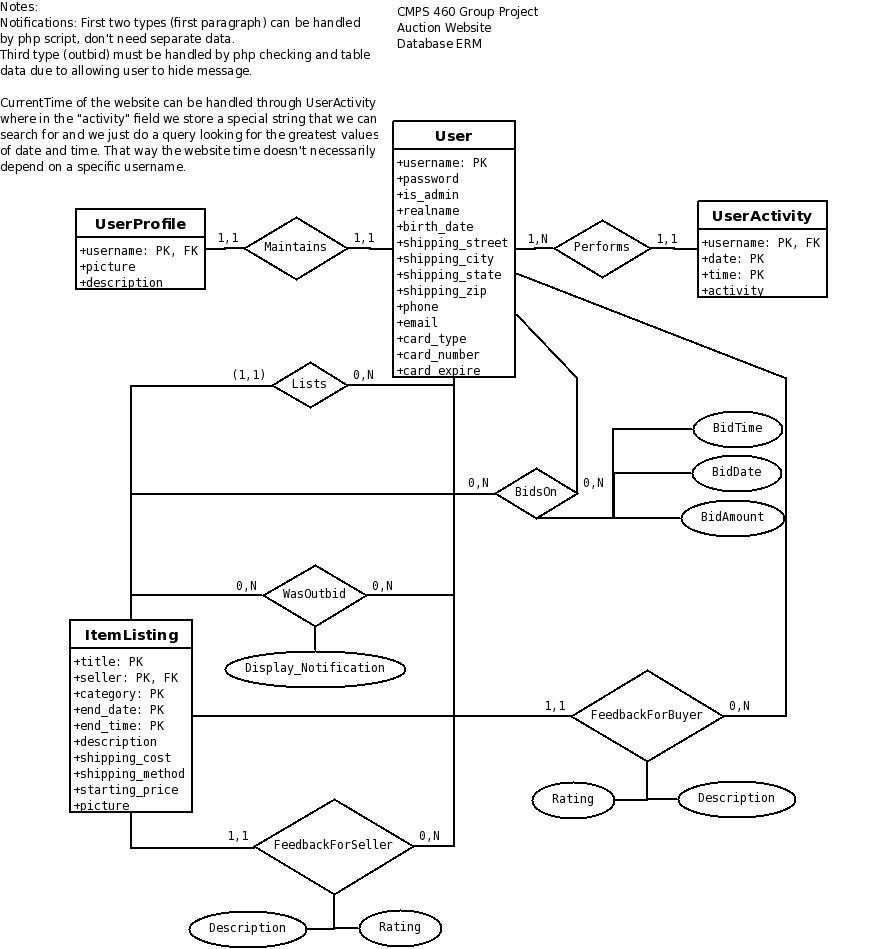 Notes:
Notifications: First two types (first paragraph) can be handled
by php script, don't need separate data.
Third type (outbid) must be handled by php checking and table
data due to allowing user to hide message.
CurrentTime of the website can be handled through UserActivity
where in the "activity" field we store a special string that we can
search for and we just do a query looking for the greatest values
of date and time. That way the website time doesn't necessarily
depend on a specific username.
CMPS 460 Group Project
Auction Website
Database ERM
User
+username: PK
+password
+is_admin
+realname
+birth_date
+shipping_street
+shipping_city
+shipping_state
+shipping_zip
+phone
+email
+card_type
+card_number
+card_expire
UserProfile
+username: PK, FK
+picture
+description
1,1
Maintains
1,1
1,N
Performs
1,1
UserActivity
+username: PK, FK
+date: PK
+time: PK
+activity
(1,1)
Lists
0,N
0,N
BidsOn
0,N
BidTime
BidDate
BidAmount
0,N
WasOutbid
0,N
Display_Notification
ItemListing
+title: PK
+seller: PK, FK
+category: PK
+end_date: PK
+end_time: PK
+description
+shipping_cost
+shipping_method
+starting_price
+picture
1,1
FeedbackForBuyer
0,N
Rating
Description
1,1
FeedbackForSeller
0,N
Description
Rating